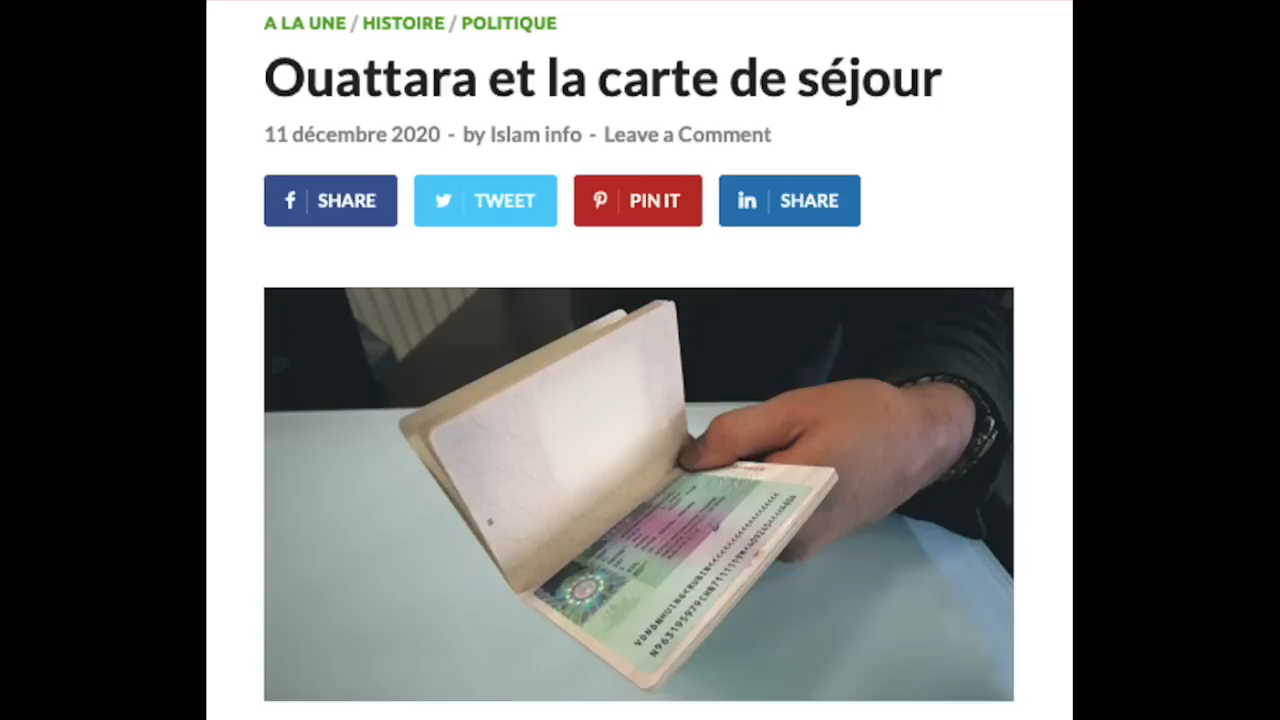 A LA UNE / HISTOIRE / POLITIQUE
Ouattara et la carte de séjour
11 décembre 2020 - by Islam info - Leave a Comment
SHARE TWEET PIN IT SHARE